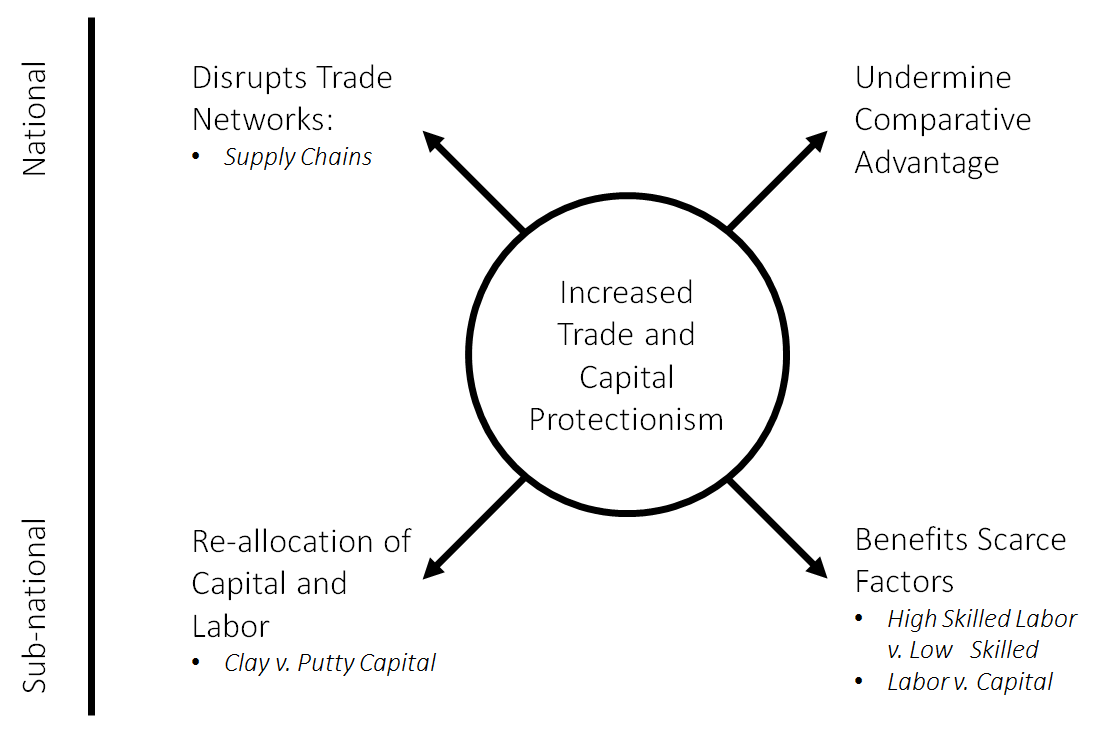 National
Disrupts Trade
Networks:
• Supply Chains
Undermine
Comparative
Advantage
Increased
Trade and
Capital
Protectionism
Sub-national
Re-allocation of
Capital and
Labor
• Clay v. Putty Capital
Benefits Scarce
Factors
• High Skilled Labor
v. Low Skilled
• Labor v. Capital